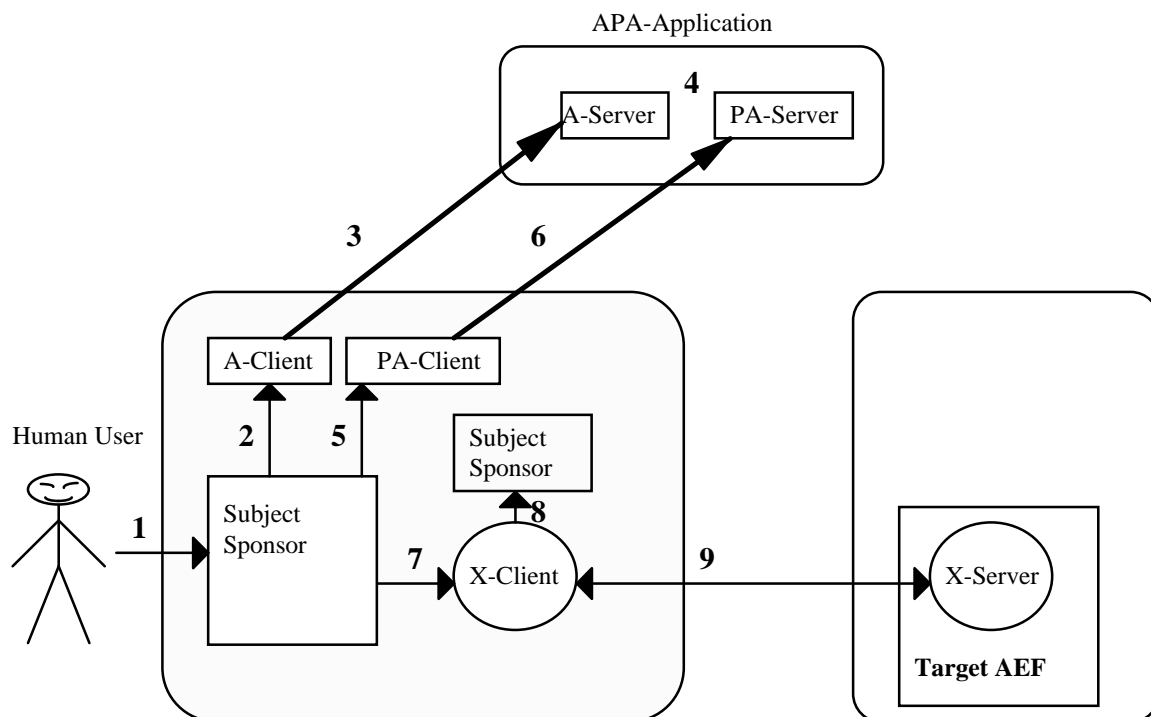 APA-Application
4
A-Server
PA-Server
3
6
A-Client
PA-Client
Human User
2
5
Subject
Sponsor
1
Subject
Sponsor
8
7
X-Client
9
X-Server
Target AEF